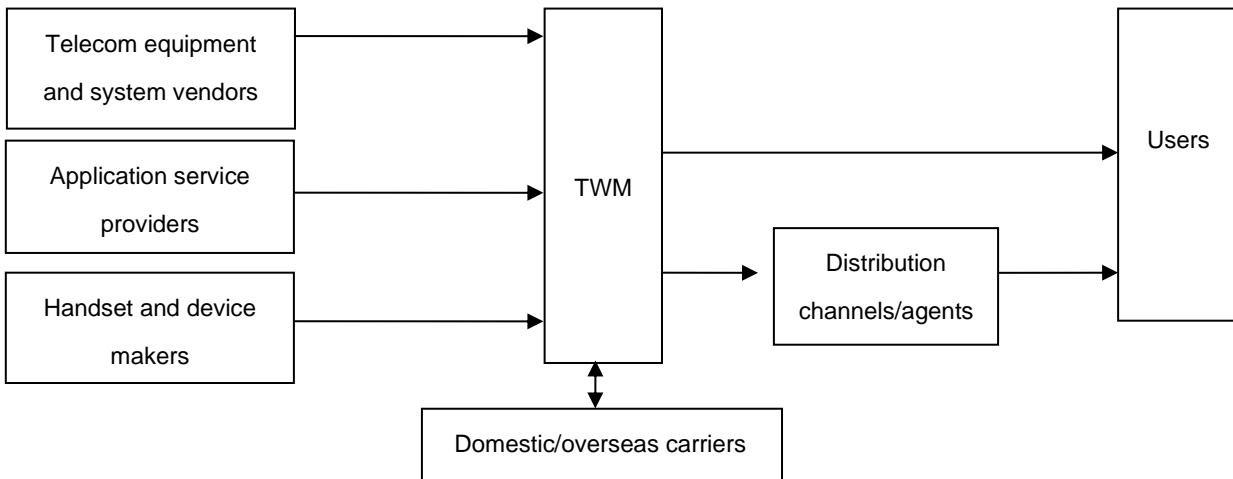 Telecom equipment
and system vendors
Application service
providers
Handset and device
makers
TWM
Distribution
channels/agents
Users
Domestic/overseas carriers